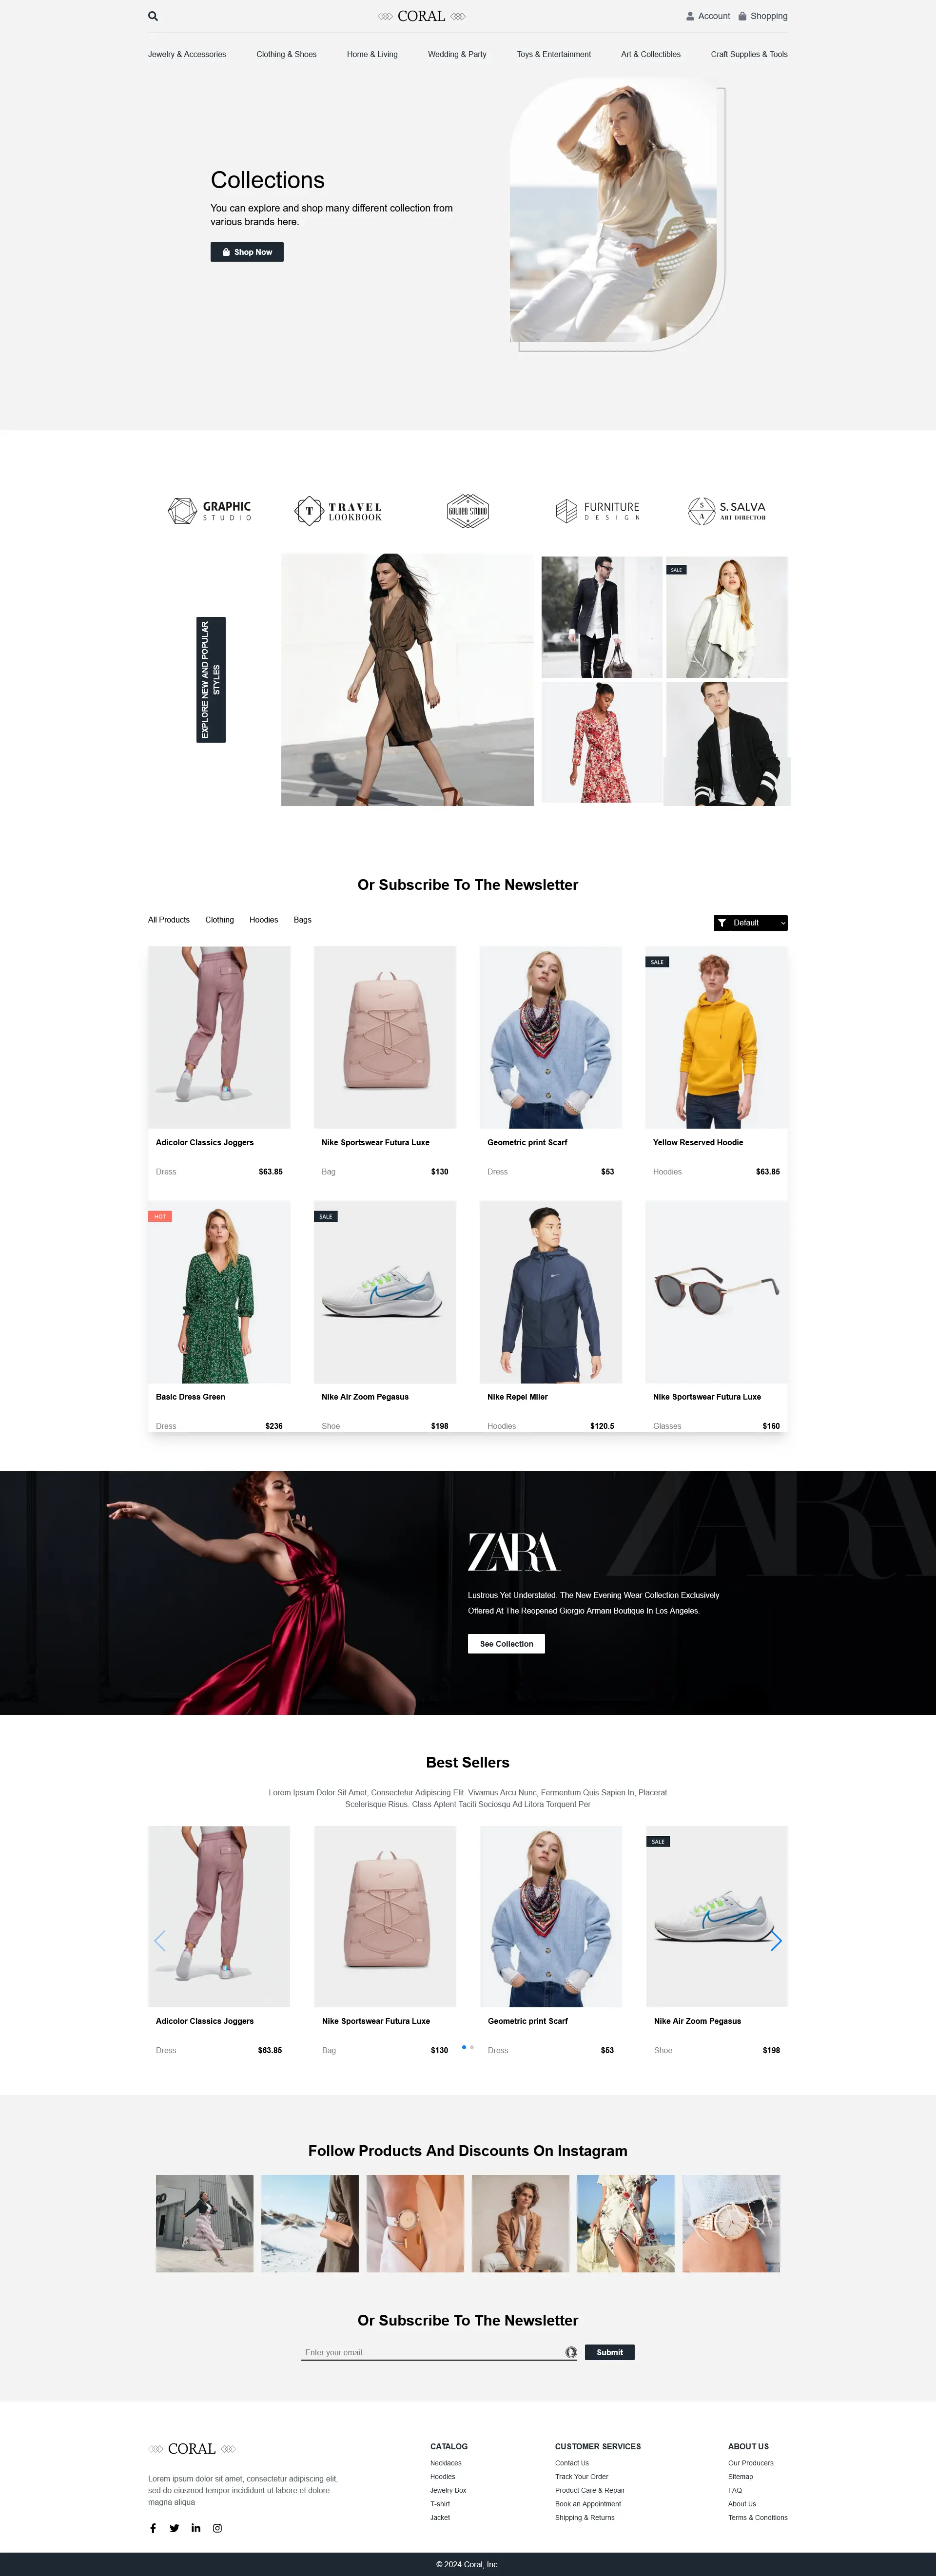 CORAL
Account
Shopping
Jewelry & Accessories
Clothing & Shoes
Home & Living
Wedding & Party
Toys & Entertainment
Art & Collectibles
Craft Supplies & Tools
Collections
You can explore and shop many different collection from
various brands here.
Shop Now
GRAPHIC
STUDIO
T
TRAVEL
LOOKBOOK
GOLDEN STUDIO
FURNITURE
DESIGN
S
A
S. SALVA
ART DIRECTOR
EXPLORE NEW AND POPULAR
STYLES
SALE
Or Subscribe To The Newsletter
All Products
Clothing
Hoodies
Bags
Default
SALE
Adicolor Classics Joggers
Nike Sportswear Futura Luxe
Geometric print Scarf
Yellow Reserved Hoodie
Dress
$63.85
Bag
$130
Dress
$53
Hoodies
$63.85
HOT
SALE
Basic Dress Green
Nike Air Zoom Pegasus
Nike Repel Miler
Nike Sportswear Futura Luxe
Dress
$236
Shoe
$198
Hoodies
$120.5
Glasses
$160
ZARA
ZARA
Lustrous Yet Understated. The New Evening Wear Collection Exclusively
Offered At The Reopened Giorgio Armani Boutique In Los Angeles.
See Collection
Best Sellers
Lorem Ipsum Dolor Sit Amet, Consectetur Adipiscing Elit. Vivamus Arcu Nunc, Fermentum Quis Sapien In, Placerat
Scelerisque Risus. Class Aptent Taciti Sociosqu Ad Litora Torquent Per
SALE
Adicolor Classics Joggers
Nike Sportswear Futura Luxe
Geometric print Scarf
Nike Air Zoom Pegasus
Dress
$63.85
Bag
$130
Dress
$53
Shoe
$198
Follow Products And Discounts On Instagram
Or Subscribe To The Newsletter
Enter your email..
Submit
CORAL
Lorem ipsum dolor sit amet, consectetur adipiscing elit,
sed do eiusmod tempor incididunt ut labore et dolore
magna aliqua
CATALOG
Necklaces
Hoodies
Jewelry Box
T-shirt
Jacket
CUSTOMER SERVICES
Contact Us
Track Your Order
Product Care & Repair
Book an Appointment
Shipping & Returns
ABOUT US
Our Producers
Sitemap
FAQ
About Us
Terms & Conditions
© 2024 Coral, Inc.